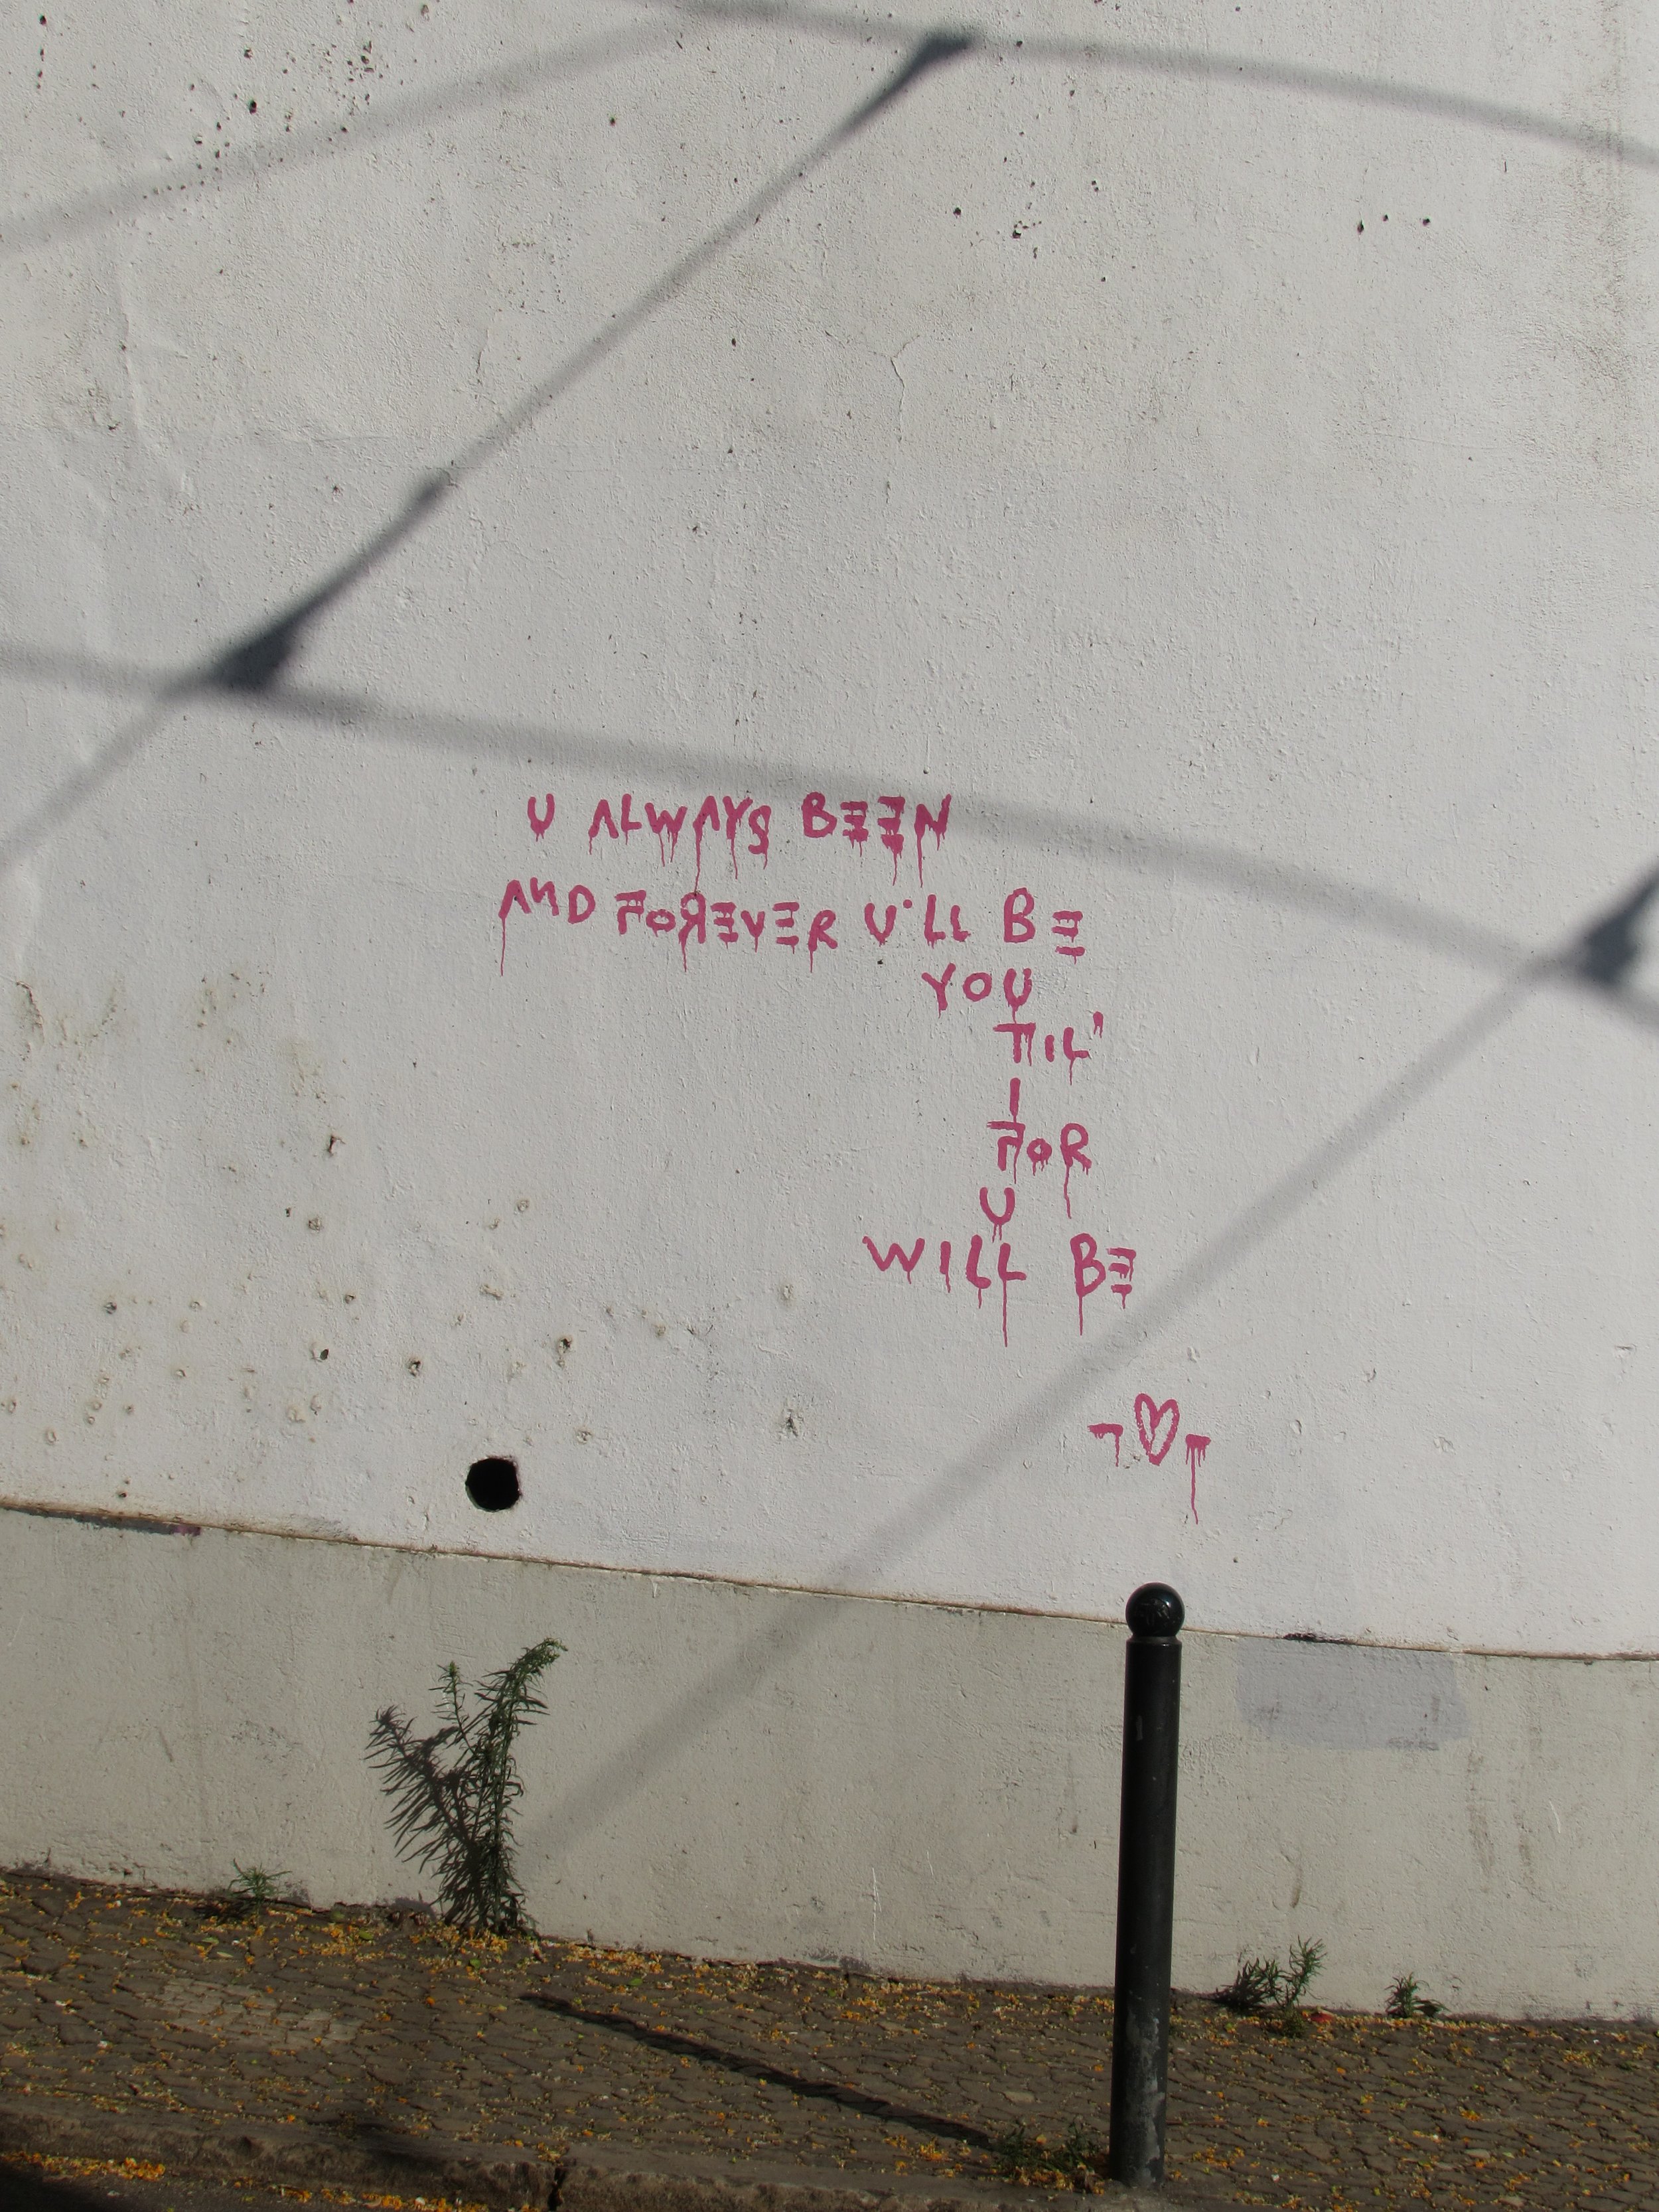 U ALWAYS BEEN
AND FOREVER U'LL BE
YOU
TIL'
I
FOR
U
WILL BE